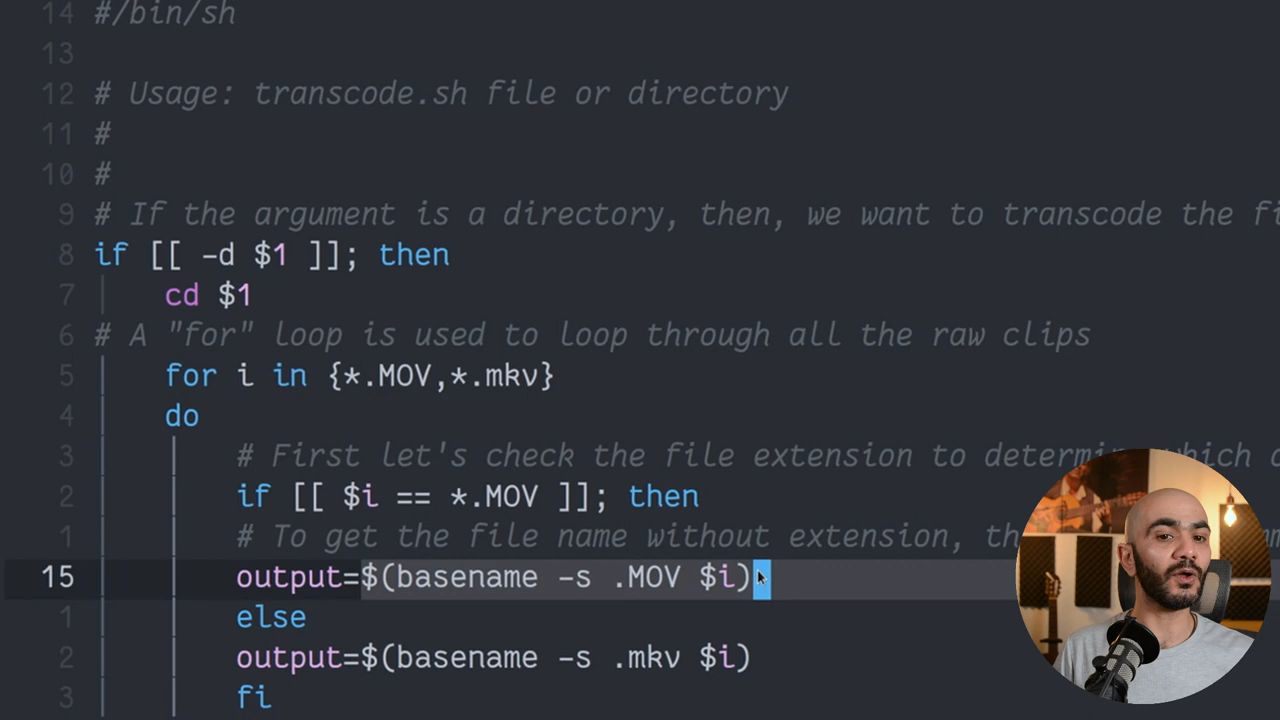 14 #/bin/sh
13
12 # Usage: transcode.sh file or directory
11 #
10 #
9 # If the argument is a directory, then, we want to transcode the
8 if [[ -d $1 ]]; then
7 cd $1
6 # A "for" loop is used to loop through all the raw clips
5 for i in {*.MOV,*.mkv}
4 do
3 # First let's check the file extension to determine which
2 if [[ $i == *.MOV ]]; then
1 # To get the file name without extension,
15 output=$(basename -s .MOV $i)
1 else
2 output=$(basename -s .mkv $i)
3 fi